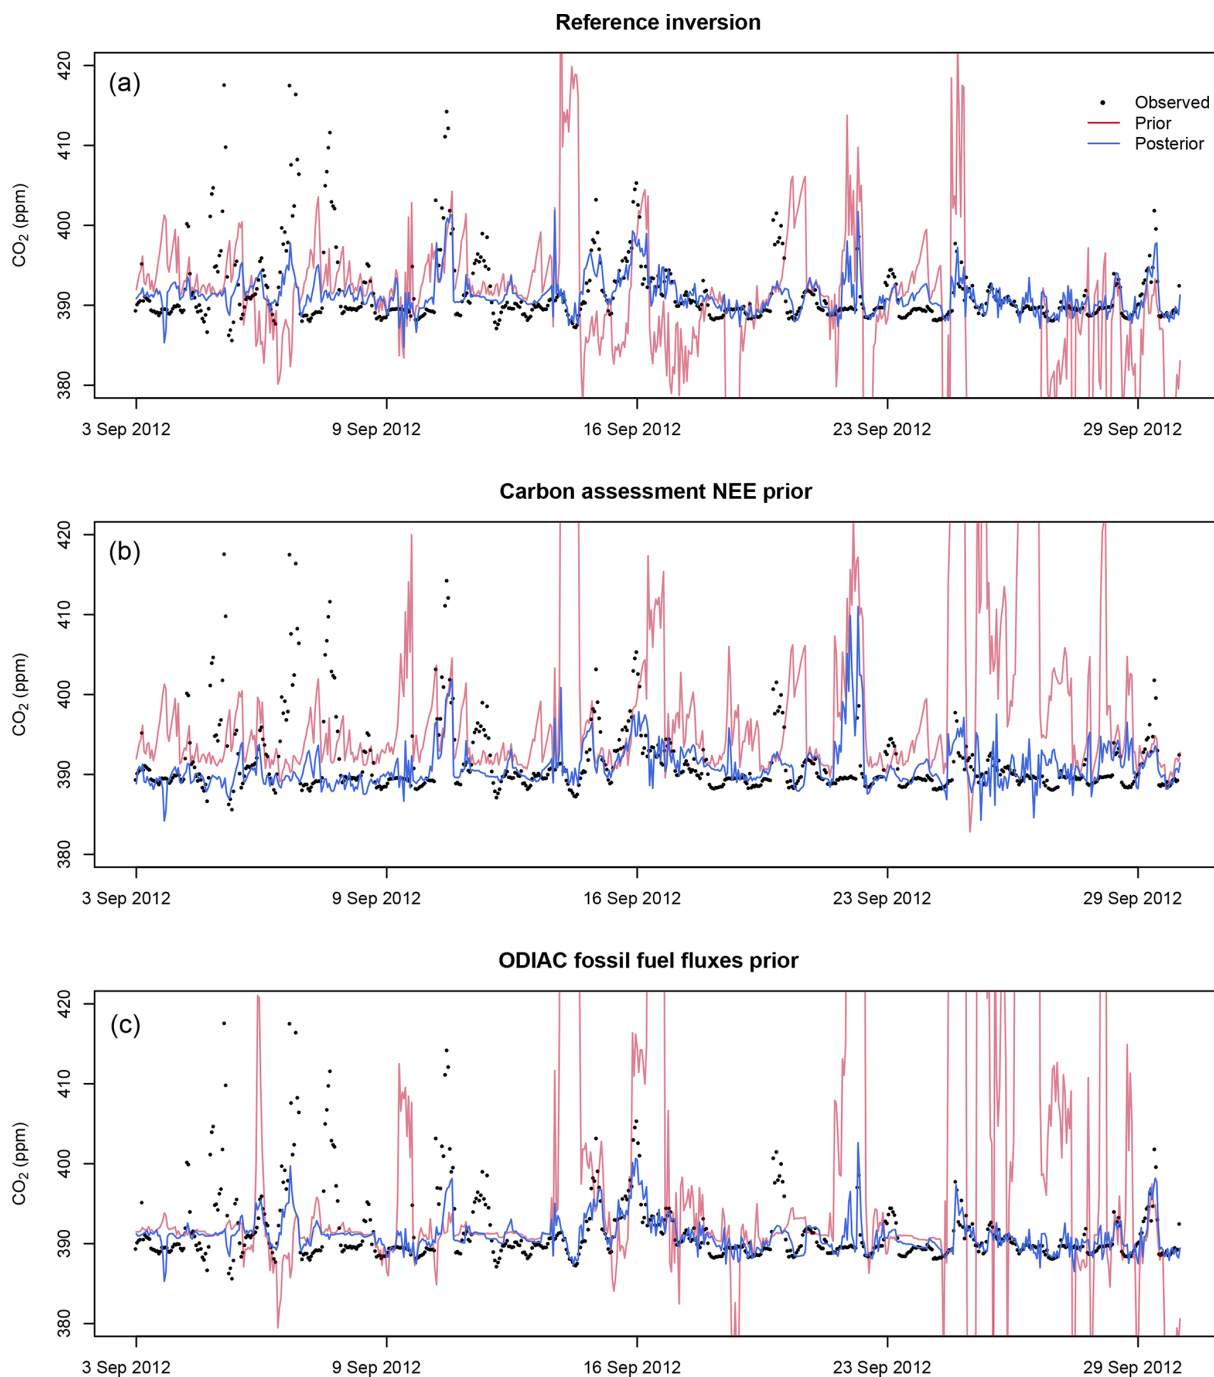 Reference inversion
(a)
420
410
400
390
380
CO2 (ppm)
Observed
Prior
Posterior
3 Sep 2012
9 Sep 2012
16 Sep 2012
23 Sep 2012
29 Sep 2012
Carbon assessment NEE prior
(b)
420
410
400
390
380
CO2 (ppm)
3 Sep 2012
9 Sep 2012
16 Sep 2012
23 Sep 2012
29 Sep 2012
ODIAC fossil fuel fluxes prior
(c)
420
410
400
390
380
CO2 (ppm)
3 Sep 2012
9 Sep 2012
16 Sep 2012
23 Sep 2012
29 Sep 2012